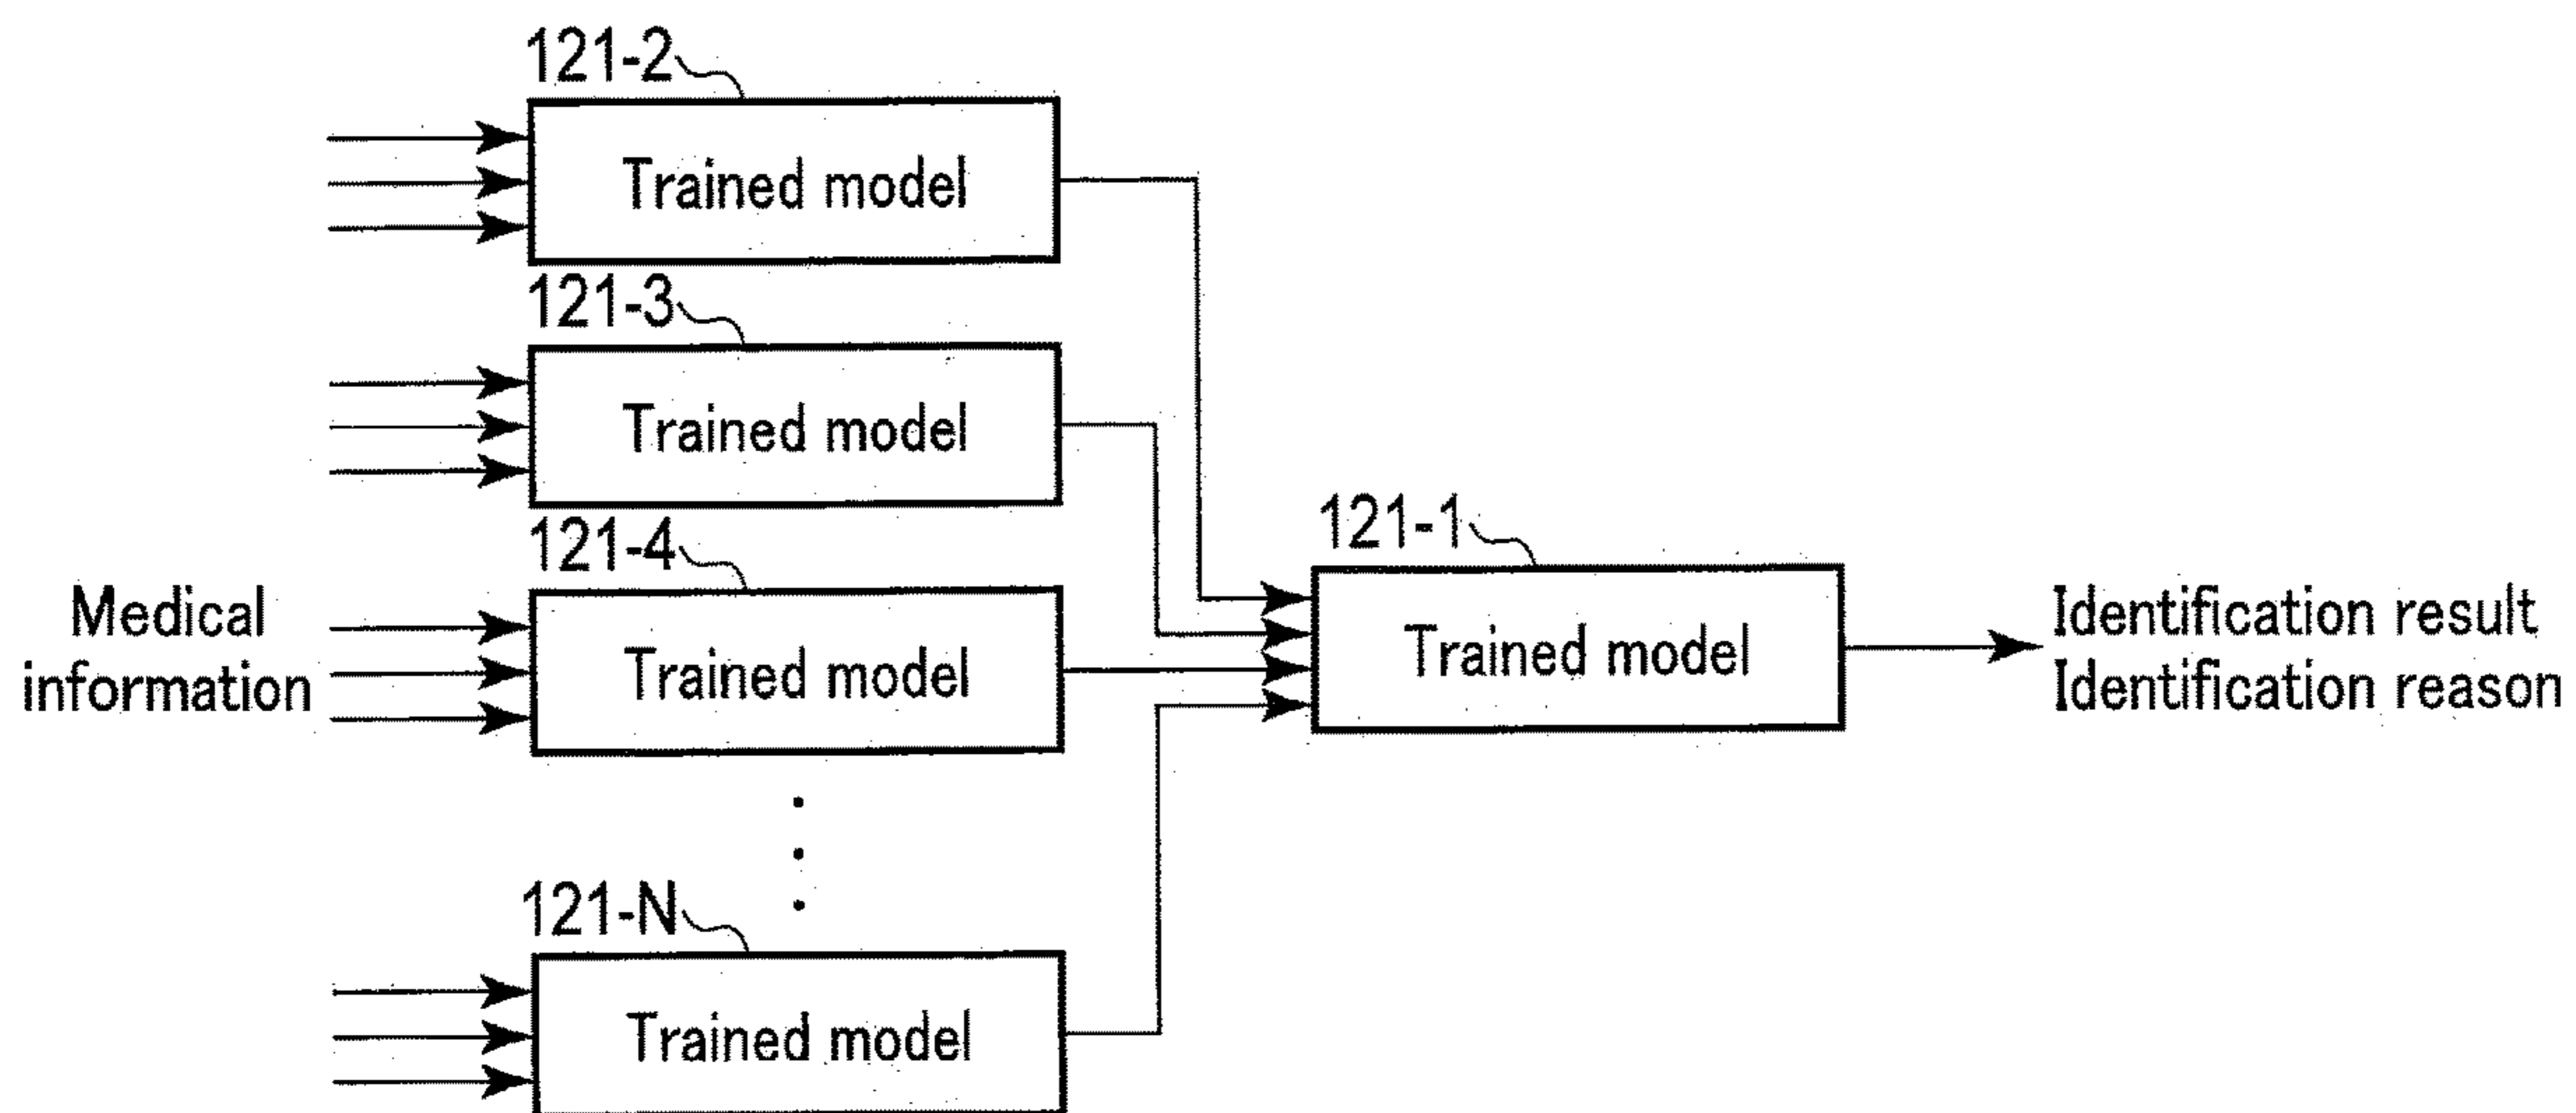 121-2
Trained model
121-3
Trained model
121-4
Trained model
Medical
information
121-N
Trained model
121-1
Trained model
Identification result
Identification reason